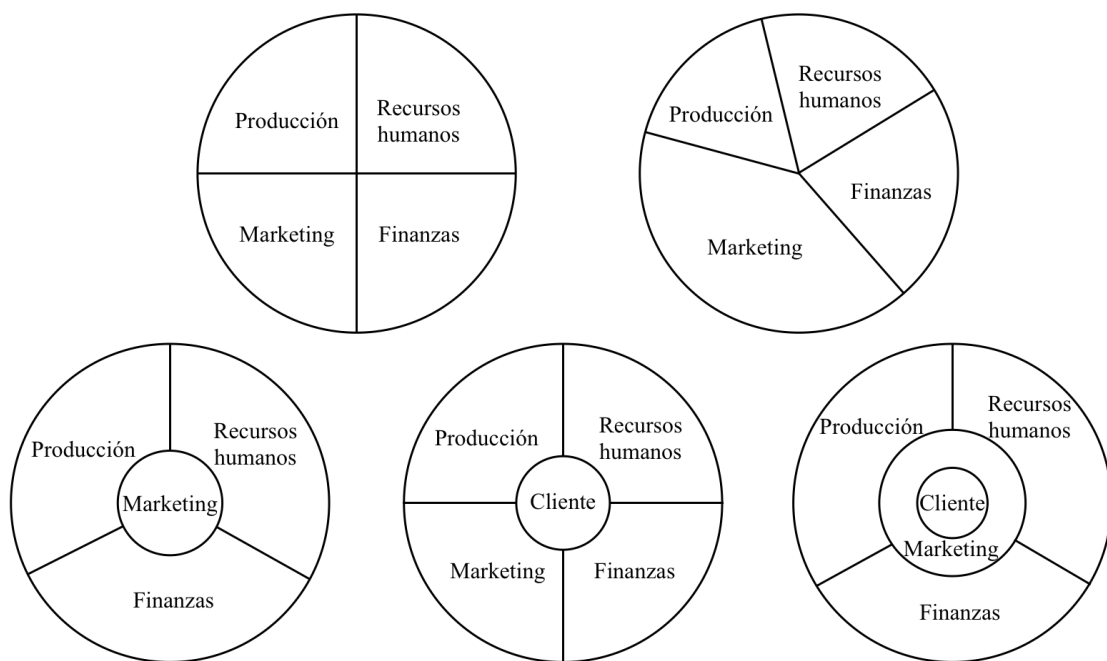 Producción
Recursos
humanos
Marketing
Finanzas
Producción
Recursos
humanos
Finanzas
Marketing
Producción
Recursos
humanos
Marketing
Finanzas
Producción
Recursos
humanos
Cliente
Marketing
Finanzas
Producción
Recursos
humanos
Cliente
Marketing
Finanzas